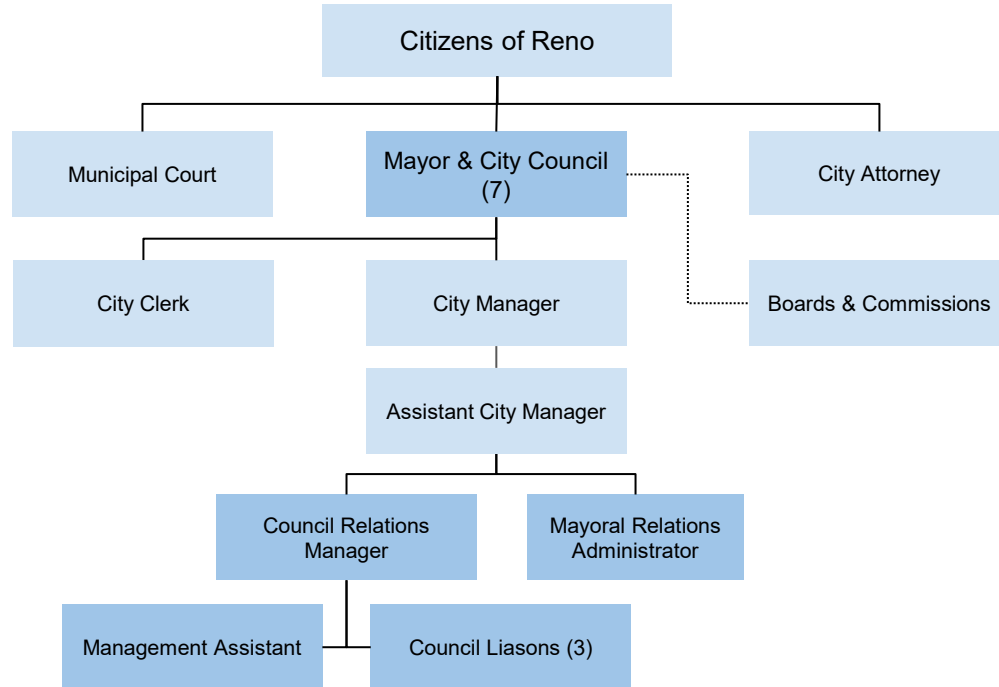 Citizens of Reno
Municipal Court
Mayor & City Council
(7)
City Attorney
City Clerk
City Manager
Boards & Commissions
Assistant City Manager
Council Relations
Manager
Mayoral Relations
Administrator
Management Assistant
Council Liasons (3)